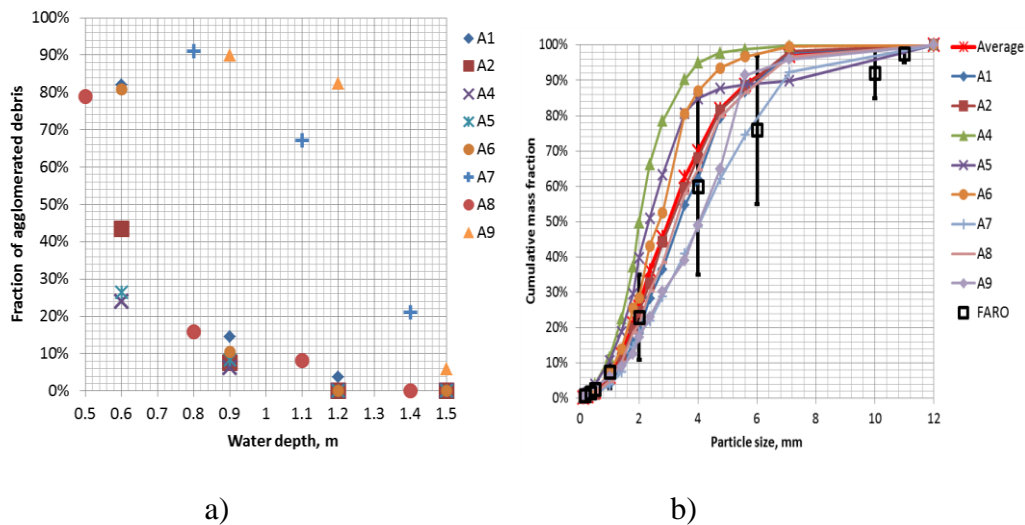 100%
90%
80%
70%
60%
50%
40%
30%
20%
10%
0%
Fraction of agglomerated debris
0.5 0.6 0.7 0.8 0.9 1 1.1 1.2 1.3 1.4 1.5
Water depth, m
A1
A2
A4
A5
A6
A7
A8
A9
a)
100%
90%
80%
70%
60%
50%
40%
30%
20%
10%
0%
Cumulative mass fraction
0 2 4 6 8 10 12
Particle size, mm
Average
A1
A2
A4
A5
A6
A7
A8
A9
FARO
b)